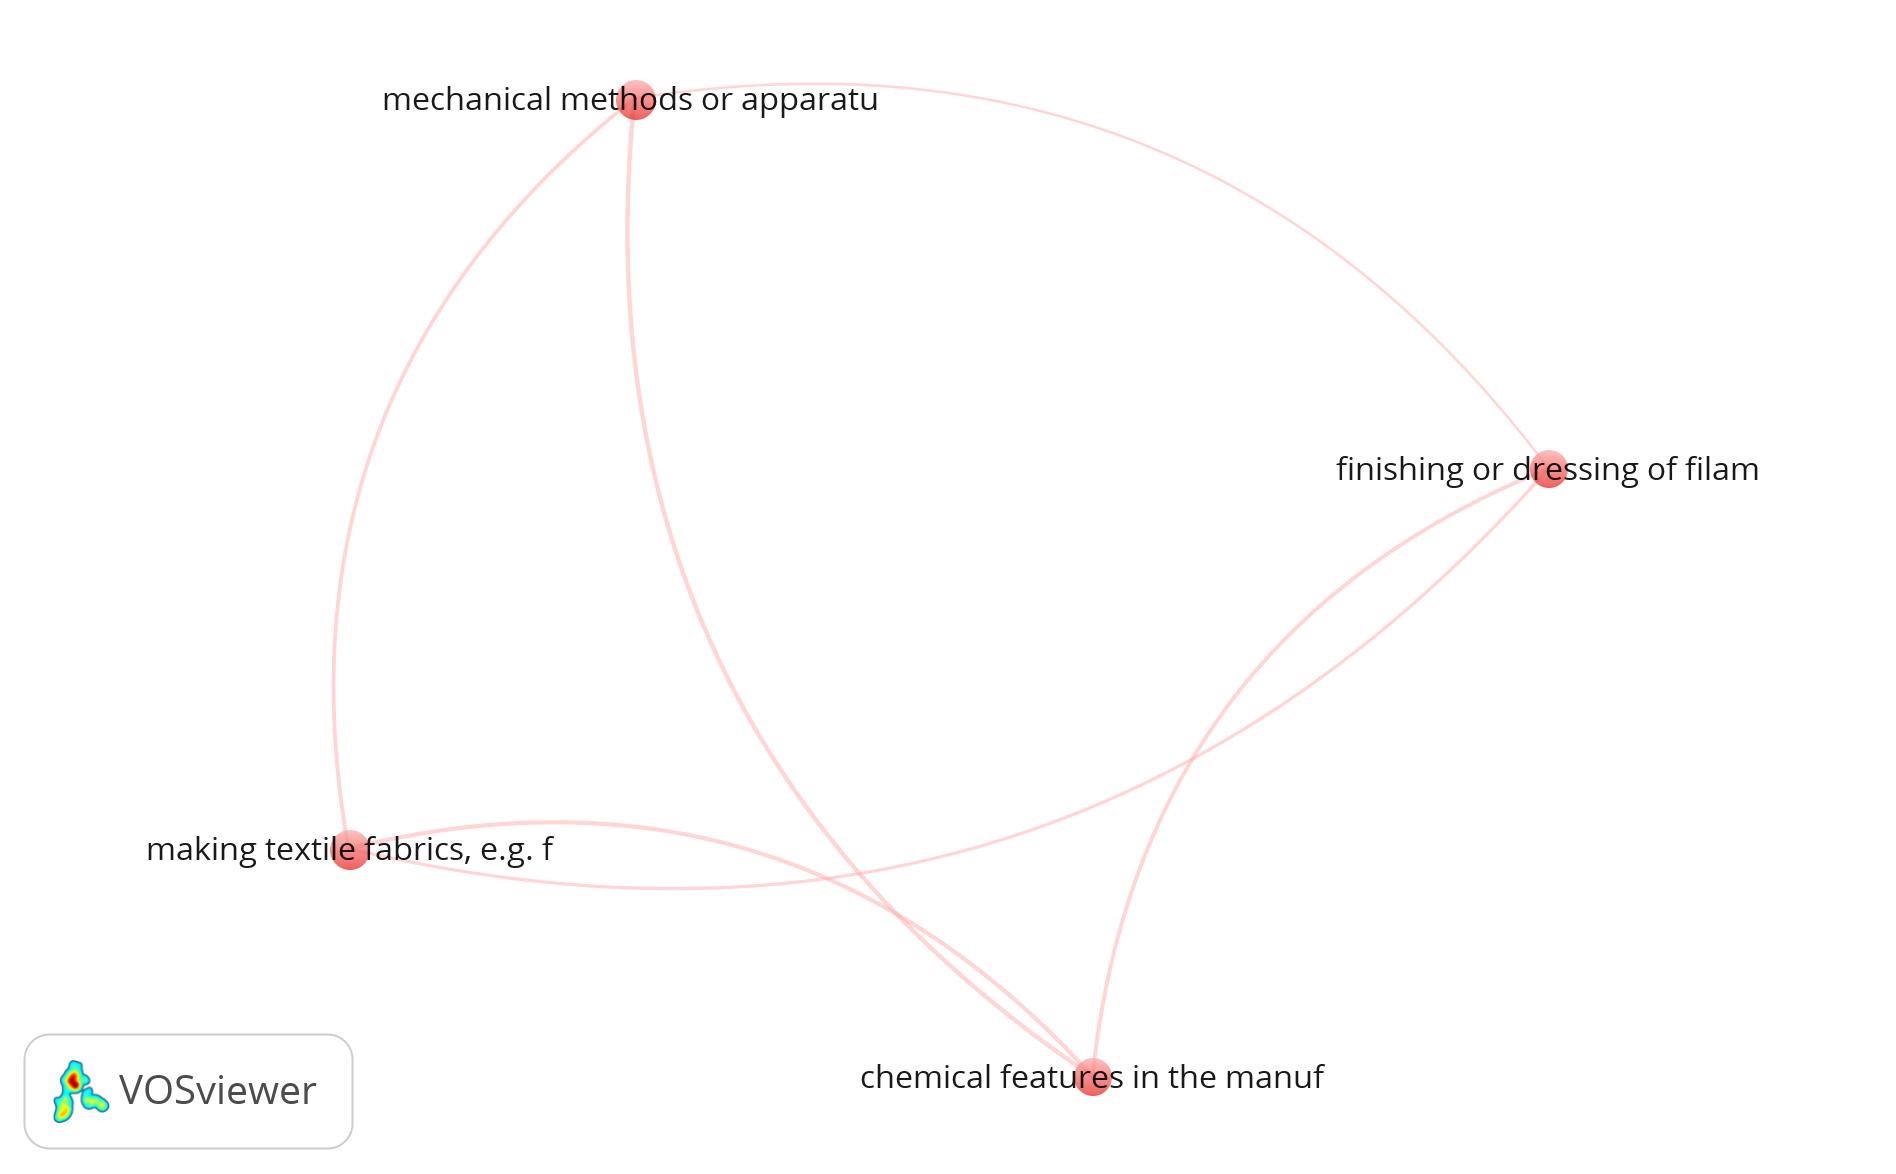 mechanical methods or apparatu
finishing or dressing of filam
making textile fabrics, e.g. f
chemical features in the manuf
VOSviewer